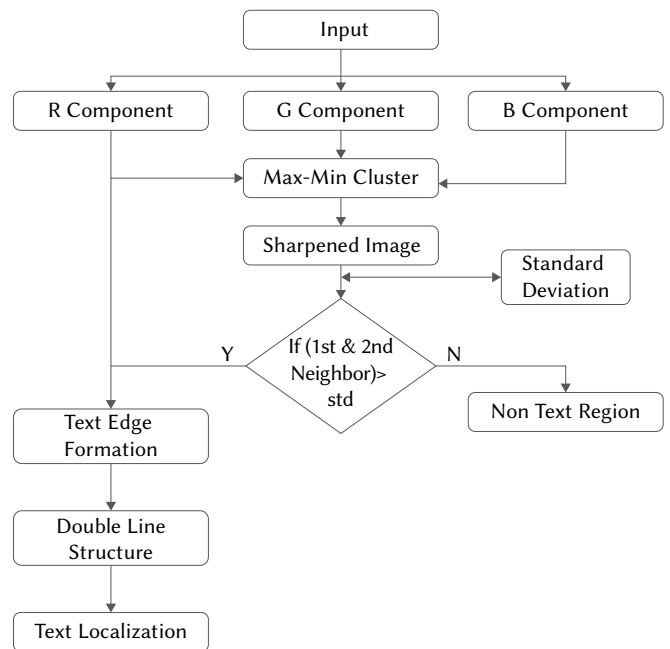 Input
R Component
G Component
B Component
Max-Min Cluster
Sharpened Image
Standard
Deviation
Y
If (1st & 2nd
Neighbor)>
std
N
Non Text Region
Text Edge
Formation
Double Line
Structure
Text Localization